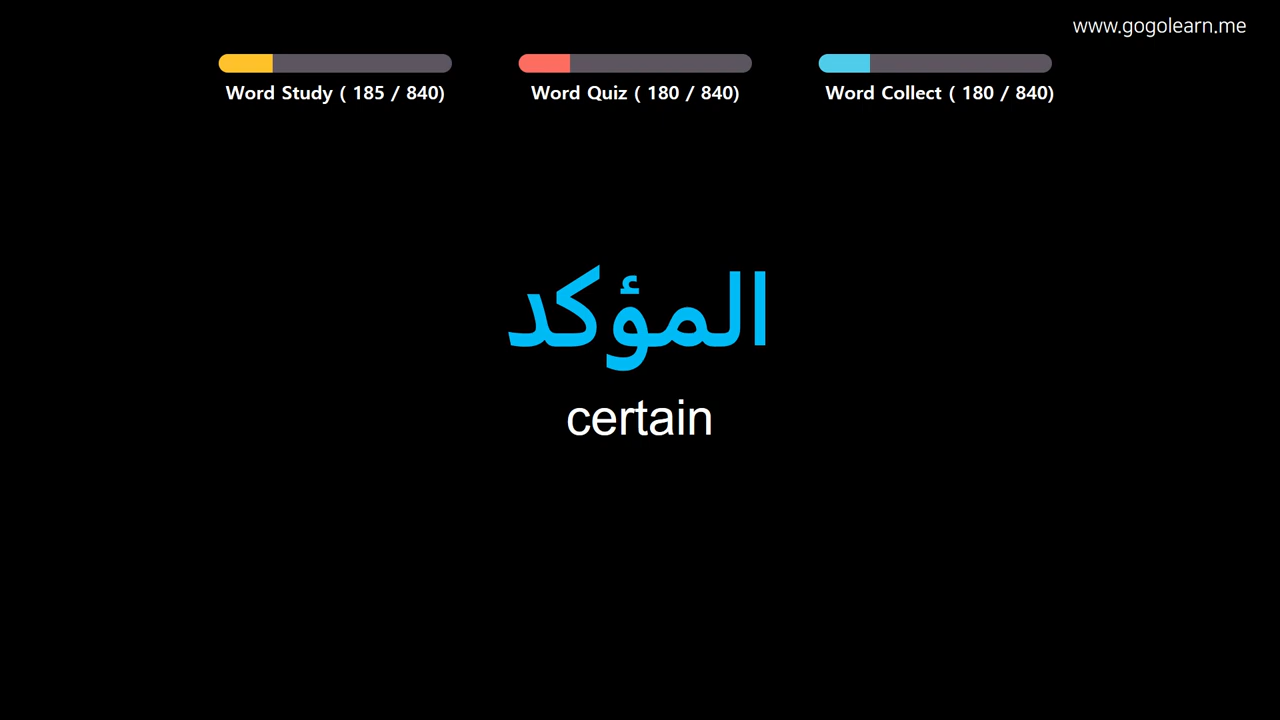 www.gogolearn.me
Word Study ( 185 / 840)
Word Quiz ( 180 / 840)
Word Collect ( 180 / 840)
المؤكد
certain